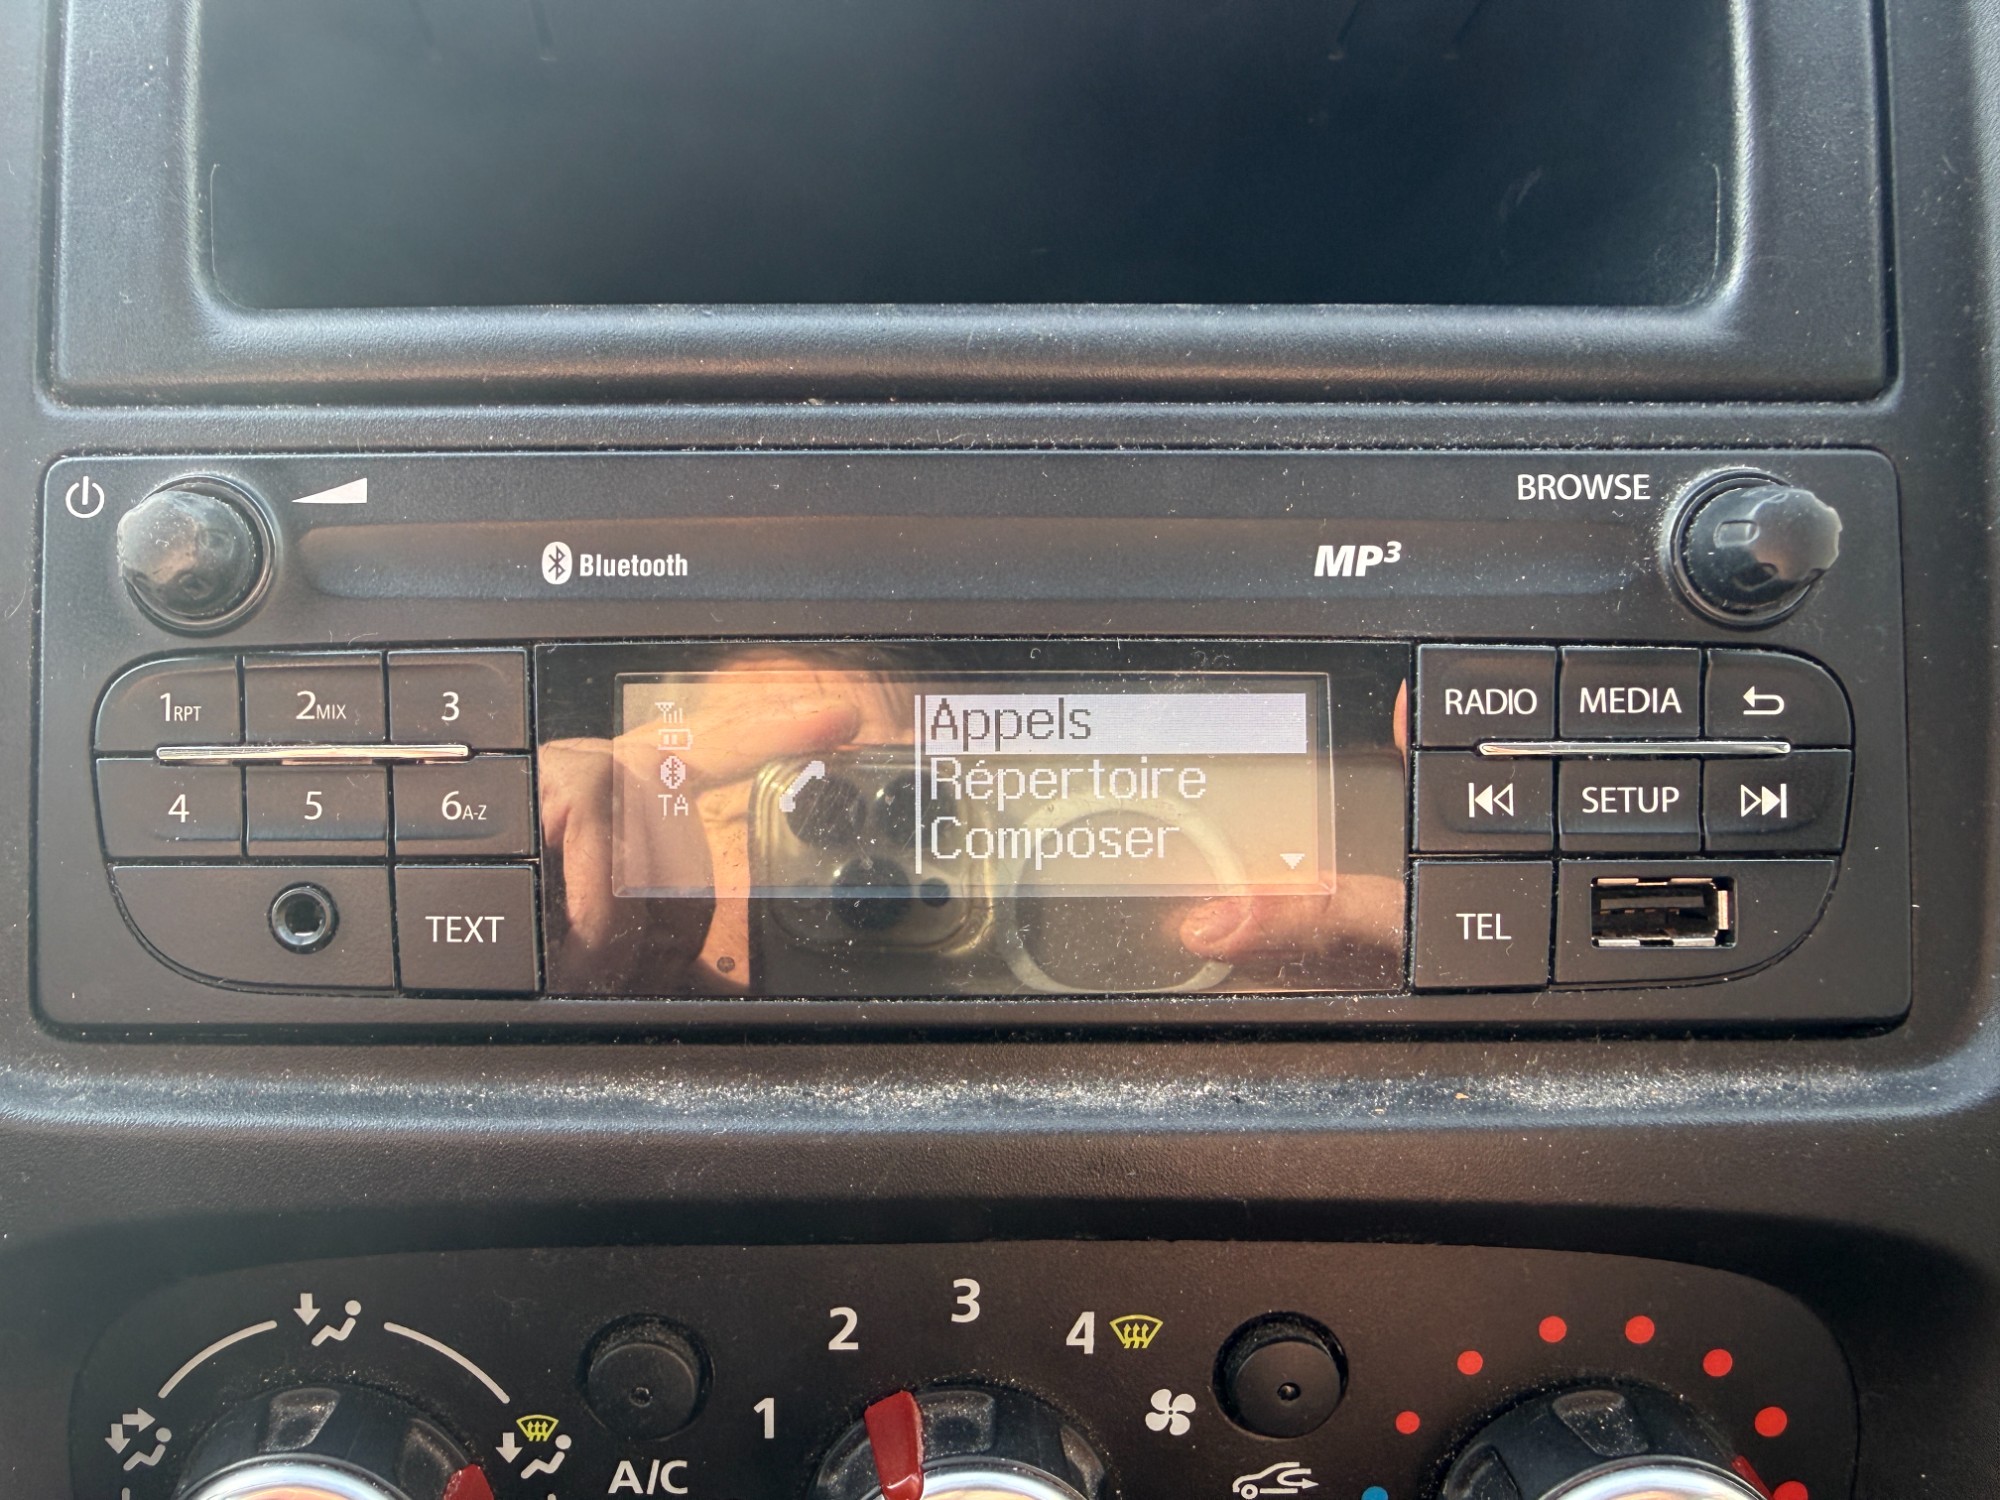 BROWSE
Bluetooth
MP3
1RPT 2MIX 3
4 5 6A-Z
TEXT
TA
Appels
Répertoire
Composer
RADIO MEDIA
SETUP
TEL
1 2 3 4
A/C